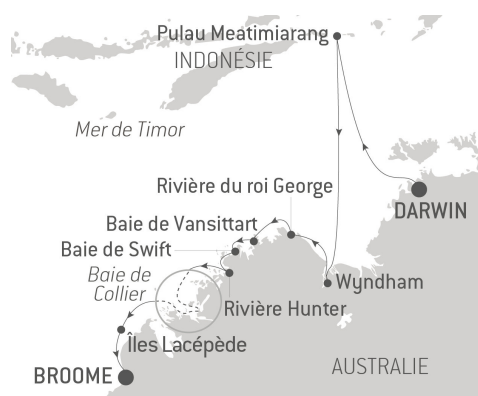 Pulau Meatimiarang
INDONÉSIE
Mer de Timor
Rivière du roi George
DARWIN
Baie de Vansittart
Baie de Swift
Baie de
Collier
Wyndham
Rivière Hunter
Îles Lacépède
AUSTRALIE
BROOME